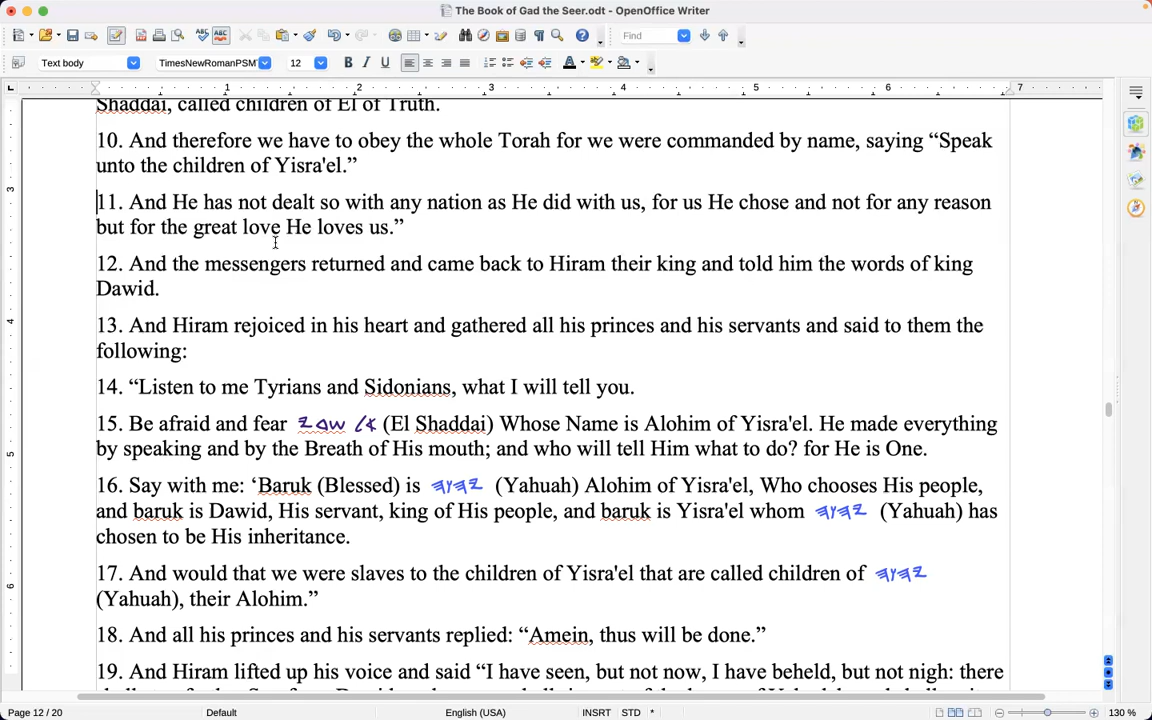 The Book of Gad the Seer.odt - OpenOffice Writer
Find
Text body
TimesNewRomanPSMT
12
B I U
1 2 3 4 5 6 7
Shaddai, called children of El of Truth.
10. And therefore we have to obey the whole Torah for we were commanded by name, saying “Speak
unto the children of Yisra'el.”
11. And He has not dealt so with any nation as He did with us, for us He chose and not for any reason
but for the great love He loves us.”
12. And the messengers returned and came back to Hiram their king and told him the words of king
Dawid.
13. And Hiram rejoiced in his heart and gathered all his princes and his servants and said to them the
following:
14. “Listen to me Tyrians and Sidonians, what I will tell you.
15. Be afraid and fear 𐤀𐤋 𐤔𐤃𐤉 (El Shaddai) Whose Name is Alohim of Yisra'el. He made everything
by speaking and by the Breath of His mouth; and who will tell Him what to do? for He is One.
16. Say with me: ‘Baruk (Blessed) is 𐤉𐤄𐤅𐤄 (Yahuah) Alohim of Yisra'el, Who chooses His people,
and baruk is Dawid, His servant, king of His people, and baruk is Yisra'el whom 𐤉𐤄𐤅𐤄 (Yahuah) has
chosen to be His inheritance.
17. And would that we were slaves to the children of Yisra'el that are called children of 𐤉𐤄𐤅𐤄
(Yahuah), their Alohim.”
18. And all his princes and his servants replied: “Amein, thus will be done.”
19. And Hiram lifted up his voice and said “I have seen, but not now, I have beheld, but not nigh: there
Page 12 / 20
Default
English (USA)
INSRT
STD
*
130 %